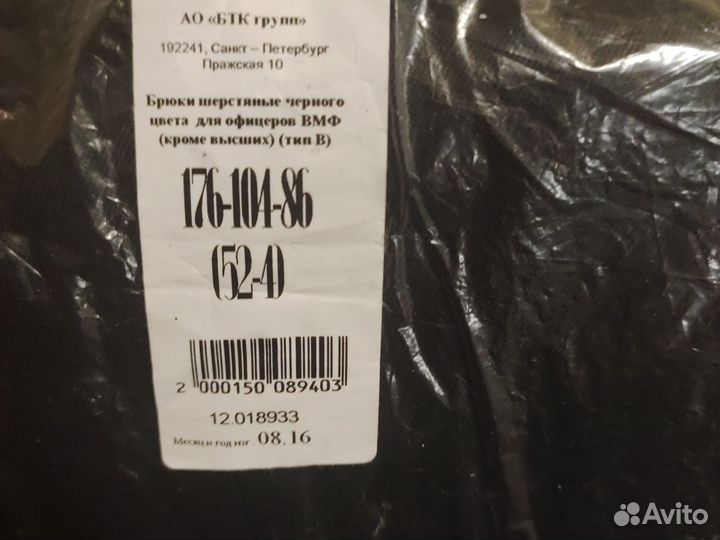 АО «БТК групп»
192241, Санкт – Петербург
Пражская 10
Брюки шерстяные черного
цвета для офицеров ВМФ
(кроме высших) (тип В)
176-104-86
(52-4)
2 000150 089403
12.018933
Месяц и год изг. 08.16
Avito